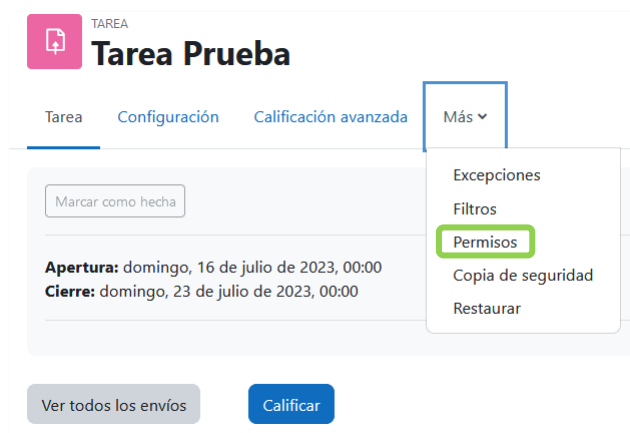 TAREA
Tarea Prueba
Tarea Configuración Calificación avanzada Más
Excepciones
Marcar como hecha
Filtros
Permisos
Apertura: domingo, 16 de julio de 2023, 00:00
Copia de seguridad
Cierre: domingo, 23 de julio de 2023, 00:00
Restaurar
Ver todos los envíos Calificar